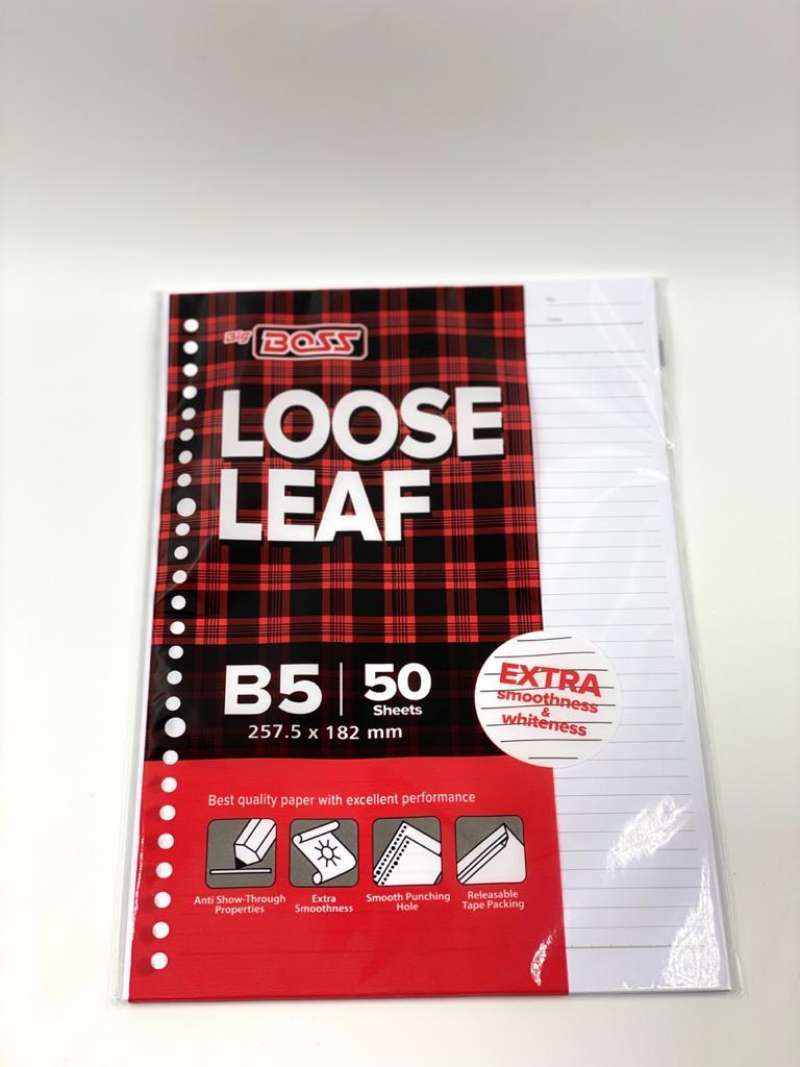 Big BOSS
LOOSE
LEAF
B5 | 50
Sheets
257.5 x 182 mm
EXTRA
smoothness
&
whiteness
Best quality paper with excellent performance
Anti Show-Through
Properties
Extra
Smoothness
Smooth Punching
Hole
Releasable
Tape Packing